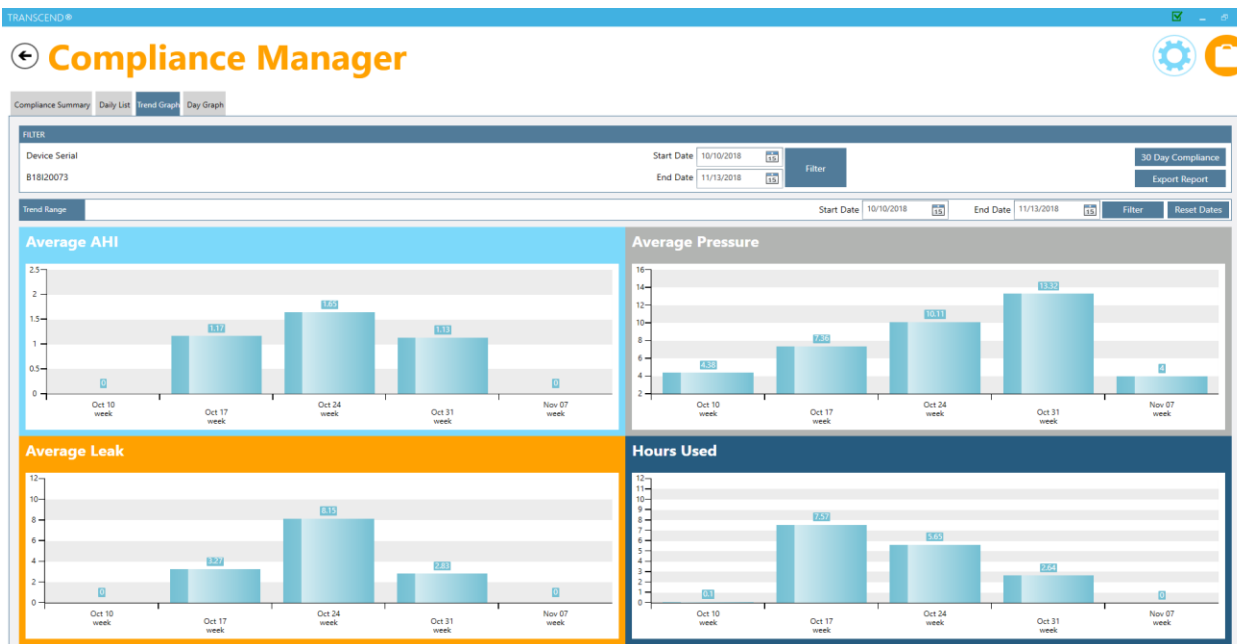 TRANSCEND®
Compliance Manager
Compliance Summary Daily List Trend Graph Day Graph
FILTER
Device Serial Start Date 10/10/2018 15 Filter 30 Day Compliance
B18I20073 End Date 11/13/2018 15 Export Report
Trend Range Start Date 10/10/2018 15 End Date 11/13/2018 15 Filter Reset Dates
Average AHI
2.5
2
1.5
1
0.5
0
0
1.17
1.65
1.13
0
Oct 10 week
Oct 17 week
Oct 24 week
Oct 31 week
Nov 07 week
Average Pressure
16
14
12
10
8
6
4
2
4.38
7.36
10.11
13.32
4
Oct 10 week
Oct 17 week
Oct 24 week
Oct 31 week
Nov 07 week
Average Leak
12
10
8
6
4
2
0
0
3.27
8.15
2.83
0
Oct 10 week
Oct 17 week
Oct 24 week
Oct 31 week
Nov 07 week
Hours Used
12
11
10
9
8
7
6
5
4
3
2
1
0
0.1
7.57
5.65
2.64
0
Oct 10 week
Oct 17 week
Oct 24 week
Oct 31 week
Nov 07 week